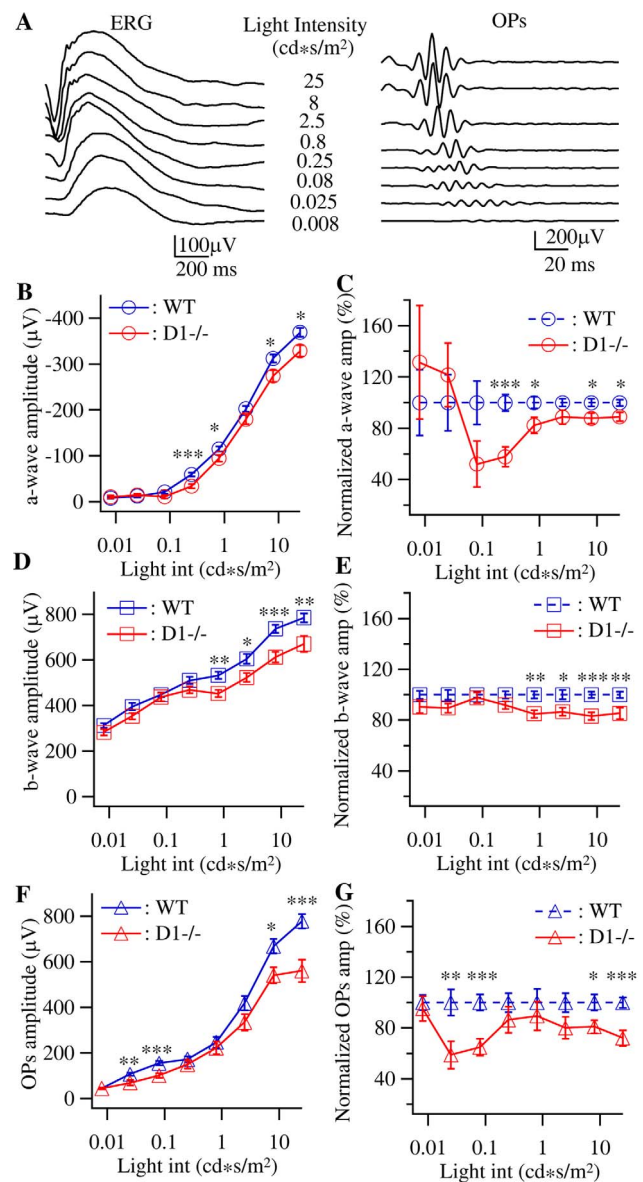 A
ERG
Light Intensity
(cd∗s/m²)
OPs
25
8
2.5
0.8
0.25
0.08
0.025
0.008
100µV
200 ms
200µV
20 ms
B
: WT
: D1-/-
-400
-300
-200
-100
0
a-wave amplitude (µV)
*** * * *
0.01 0.1 1 10
Light int (cd∗s/m²)
C
: WT
: D1-/-
160
120
80
40
Normalized a-wave amp (%)
*** * * *
0.01 0.1 1 10
Light int (cd∗s/m²)
D
: WT
: D1-/-
800
600
400
200
0
b-wave amplitude (µV)
** * *** **
0.01 0.1 1 10
Light int (cd∗s/m²)
E
: WT
: D1-/-
160
120
80
40
Normalized b-wave amp (%)
** * *** **
0.01 0.1 1 10
Light int (cd∗s/m²)
F
: WT
: D1-/-
800
600
400
200
0
OPs amplitude (µV)
** *** * ***
0.01 0.1 1 10
Light int (cd∗s/m²)
G
: WT
: D1-/-
160
120
80
40
Normalized OPs amp (%)
** *** * ***
0.01 0.1 1 10
Light int (cd∗s/m²)